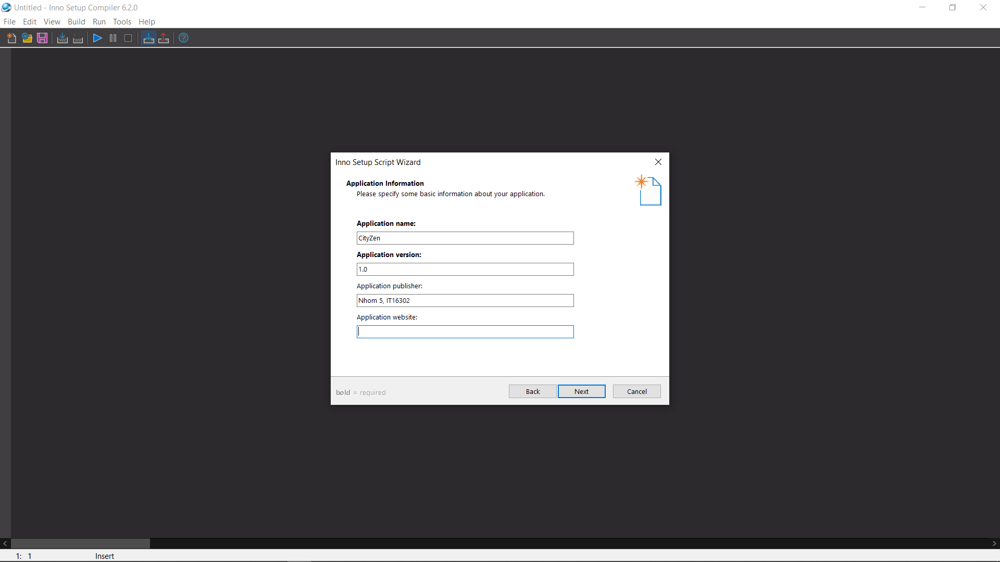 Untitled - Inno Setup Compiler 6.2.0
File Edit View Build Run Tools Help
Inno Setup Script Wizard
Application Information
Please specify some basic information about your application.
Application name:
CityZen
Application version:
1.0
Application publisher:
Nhom 5, IT16302
Application website:
bold = required
Back
Next
Cancel
1: 1
Insert